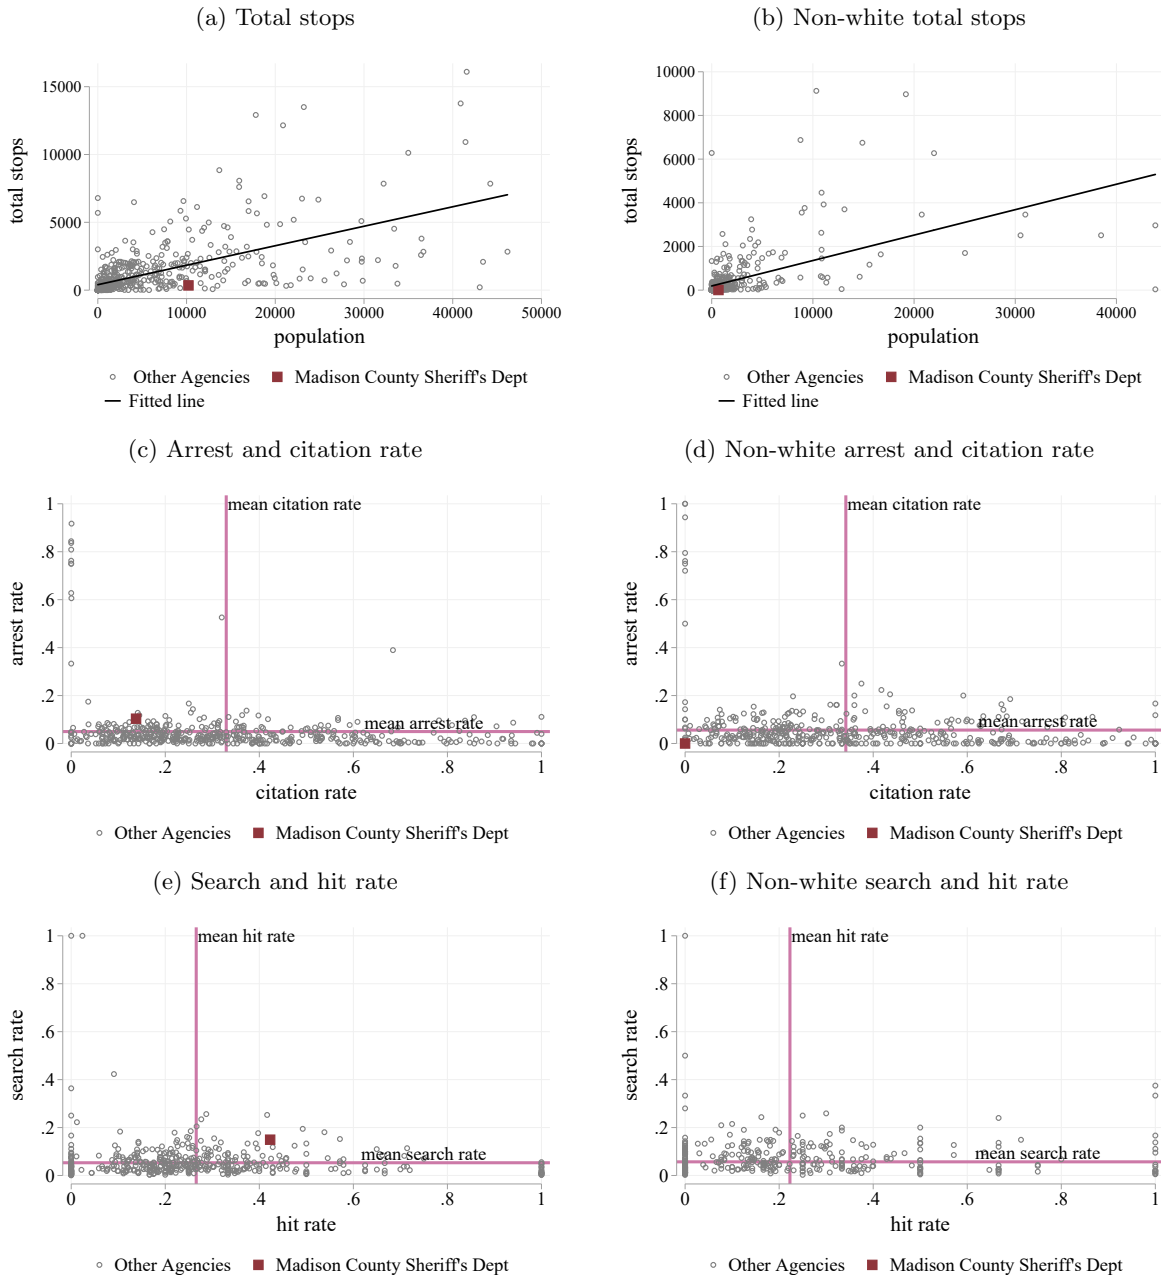 (a) Total stops
(b) Non-white total stops
15000
10000
5000
0
total stops
0 10000 20000 30000 40000 50000
population
Other Agencies Madison County Sheriff's Dept
Fitted line
10000
8000
6000
4000
2000
0
total stops
0 10000 20000 30000 40000
population
Other Agencies Madison County Sheriff's Dept
Fitted line
(c) Arrest and citation rate
(d) Non-white arrest and citation rate
1
.8
.6
.4
.2
0
arrest rate
mean citation rate
mean arrest rate
0 .2 .4 .6 .8 1
citation rate
Other Agencies Madison County Sheriff's Dept
1
.8
.6
.4
.2
0
arrest rate
mean citation rate
mean arrest rate
0 .2 .4 .6 .8 1
citation rate
Other Agencies Madison County Sheriff's Dept
(e) Search and hit rate
(f) Non-white search and hit rate
1
.8
.6
.4
.2
0
search rate
mean hit rate
mean search rate
0 .2 .4 .6 .8 1
hit rate
Other Agencies Madison County Sheriff's Dept
1
.8
.6
.4
.2
0
search rate
mean hit rate
mean search rate
0 .2 .4 .6 .8 1
hit rate
Other Agencies Madison County Sheriff's Dept